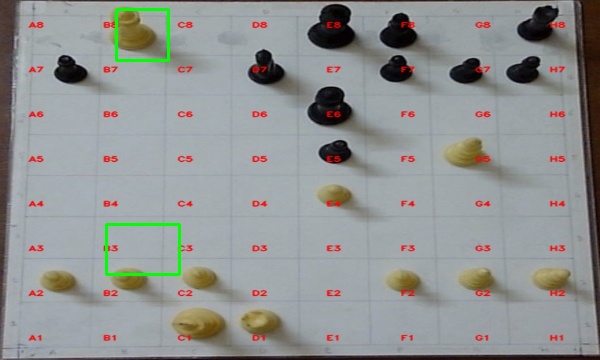 A8 B8 C8 D8 E8 F8 G8 H8
A7 B7 C7 D7 E7 F7 G7 H7
A6 B6 C6 D6 E6 F6 G6 H6
A5 B5 C5 D5 E5 F5 G5 H5
A4 B4 C4 D4 E4 F4 G4 H4
A3 B3 C3 D3 E3 F3 G3 H3
A2 B2 C2 D2 E2 F2 G2 H2
A1 B1 C1 D1 E1 F1 G1 H1